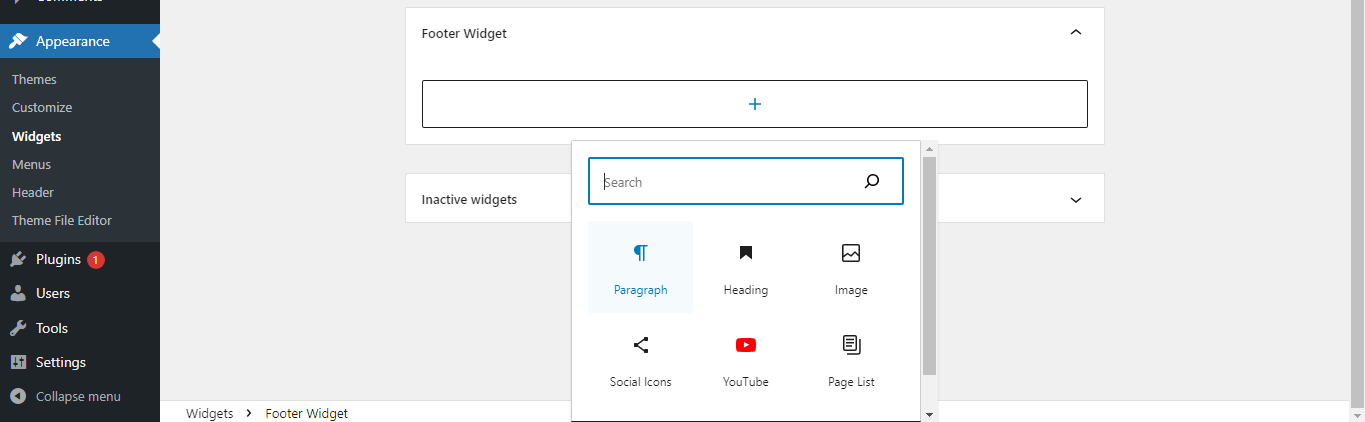 Comments
Appearance
Themes
Customize
Widgets
Menus
Header
Theme File Editor
Plugins 1
Users
Tools
Settings
Collapse menu
Footer Widget
Search
Inactive widgets
Paragraph Heading Image
Social Icons YouTube Page List
Widgets > Footer Widget